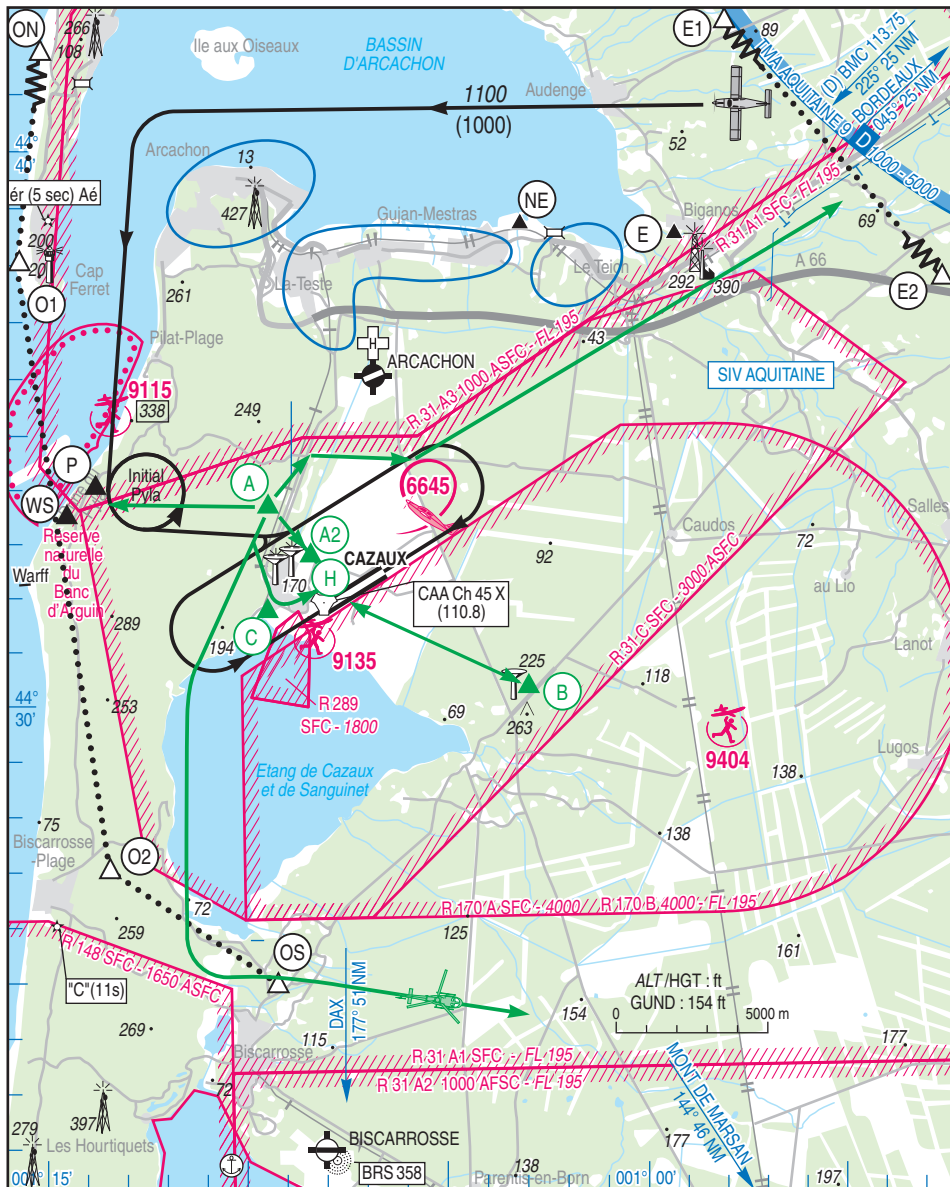 ON
266
108
Ile aux Oiseaux
BASSIN
D'ARCACHON
E1
89
TMA AQUITAINE (9
D
1000 - 5000
(D) BMC 113.75
225° 25 NM
BORDEAUX
045° 25 NM
1100
(1000)
Audenge
44°
40'
Arcachon
13
52
ér (5 sec) Aé
427
Gujan-Mestras
NE
E
Biganos
R 31 A1 SFC - FL 195
69
200
20
Cap
Ferret
O1
261
La-Teste
Le Teich
292
390
A 66
E2
Pilat-Plage
43
ARCACHON
SIV AQUITAINE
9115
338
249
R 31 A3 1000 ASFC - FL 195
P
Initial
Pyla
A
6645
WS
Salles
Réserve
naturelle
du
Banc
d'Arguin
A2
CAZAUX
Caudos
72
92
Warff
170
H
au Lio
CAA Ch 45 X
(110.8)
289
C
194
9135
R 31 C SFC - 3000 ASFC
Lanot
225
B
118
44°
30'
253
R 289
SFC - 1800
69
263
9404
Lugos
Etang de Cazaux
et de Sanguinet
138
75
138
Biscarrosse
-Plage
O2
72
R 170 A SFC - 4000
R 170 B 4000 - FL 195
259
125
161
R 148 SFC - 1650 ASFC
OS
"C"(11s)
DAX
177° 51 NM
ALT/HGT : ft
GUND : 154 ft
154
5000 m
0
269
115
177
Biscarrosse
R 31 A1 SFC - FL 195
R 31 A2 1000 AFSC - FL 195
72
397
MONT DE MARSAN
144° 46 NM
279
Les Hourtiquets
BISCARROSSE
177
BRS 358
138
Parentis-en-Born
001° 15'
001° 00'
197